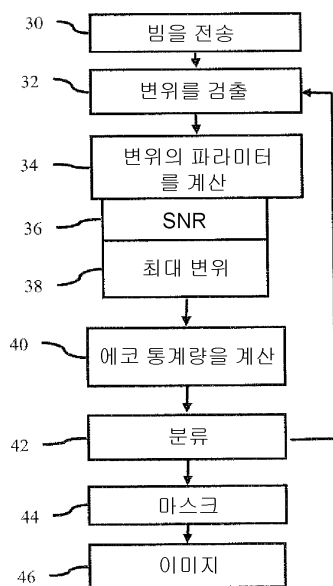 30
빔을 전송
32
변위를 검출
34
변위의 파라미터
를 계산
36
SNR
38
최대 변위
40
에코 통계량을 계산
42
분류
44
마스크
46
이미지